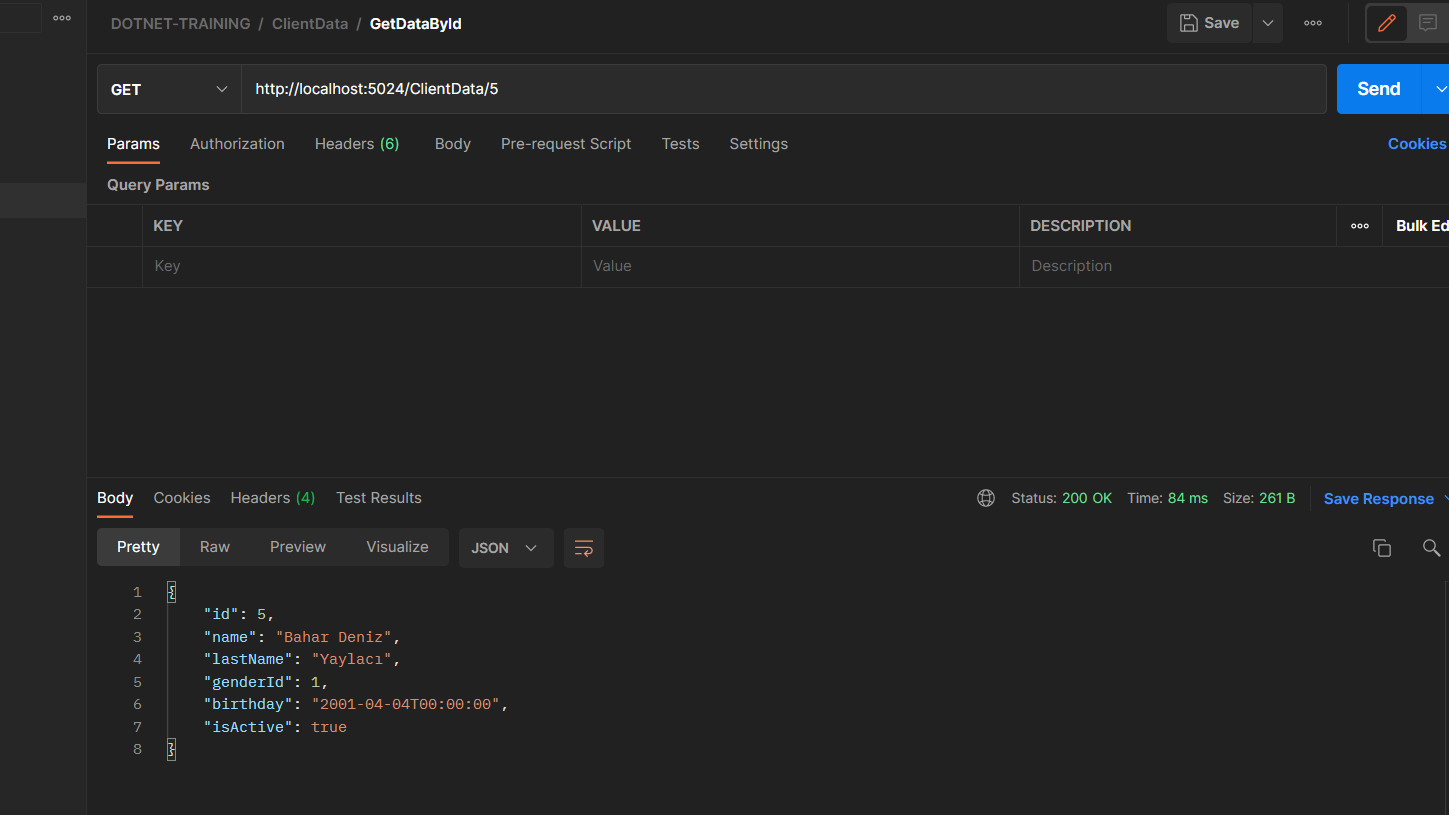 DOTNET-TRAINING / ClientData / GetDataById
Save
GET
http://localhost:5024/ClientData/5
Send
Params Authorization Headers (6) Body Pre-request Script Tests Settings Cookies
Query Params
KEY VALUE DESCRIPTION Bulk Ed
Key Value Description
Body Cookies Headers (4) Test Results Status: 200 OK Time: 84 ms Size: 261 B Save Response
Pretty Raw Preview Visualize JSON
1 {
2 "id": 5,
3 "name": "Bahar Deniz",
4 "lastName": "Yaylacı",
5 "genderId": 1,
6 "birthday": "2001-04-04T00:00:00",
7 "isActive": true
8 }